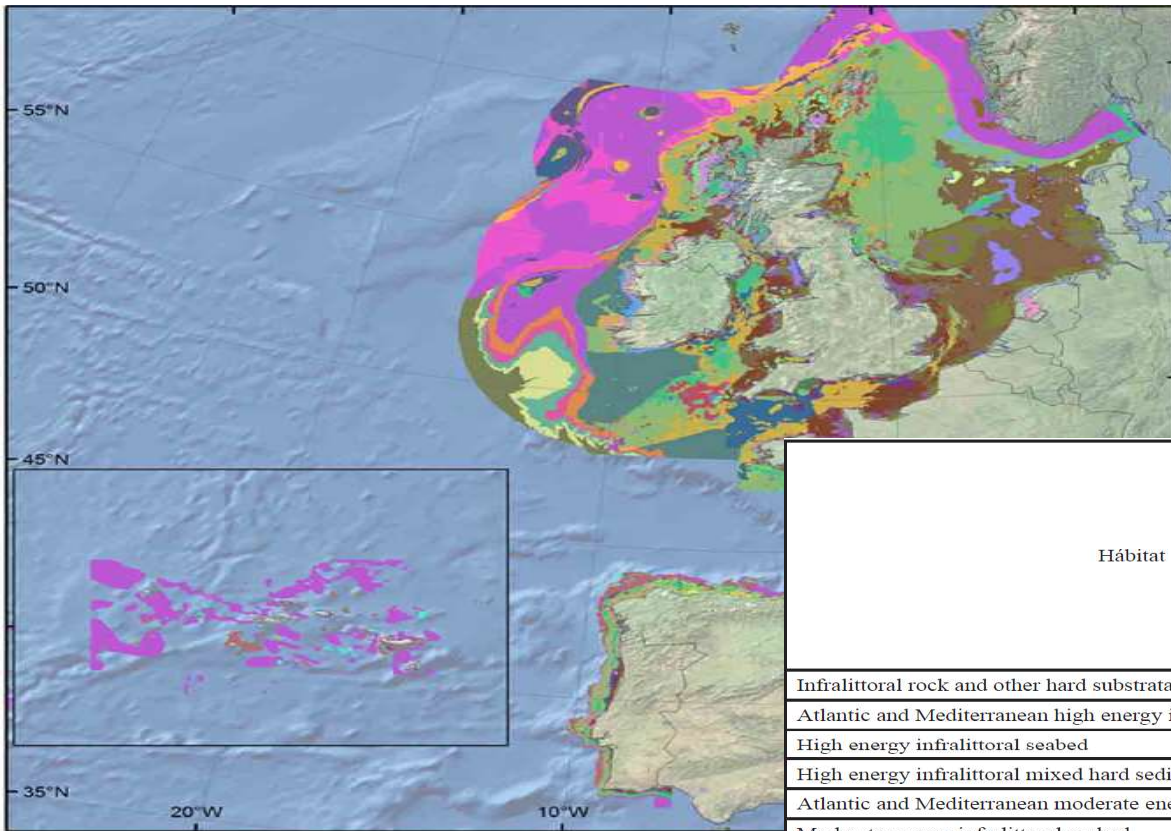 55°N
50°N
45°N
35°N
20°W
10°W
Hábitat
Infralittoral rock and other hard substrata
Atlantic and Mediterranean high energy i
High energy infralittoral seabed
High energy infralittoral mixed hard sedi
Atlantic and Mediterranean moderate ene